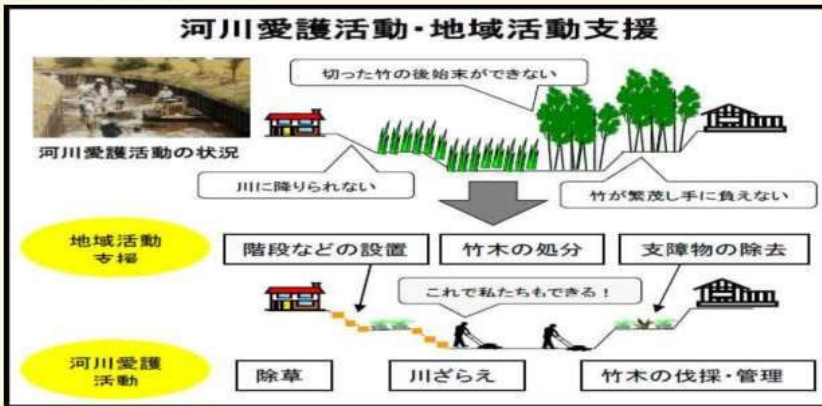 河川愛護活動・地域活動支援
切った竹の後始末ができない
河川愛護活動の状況
川に降りられない
竹が繁茂し手に負えない
地域活動
支援
階段などの設置
竹木の処分
支障物の除去
これで私たちもできる！
河川愛護
活動
除草
川ざらえ
竹木の伐採・管理